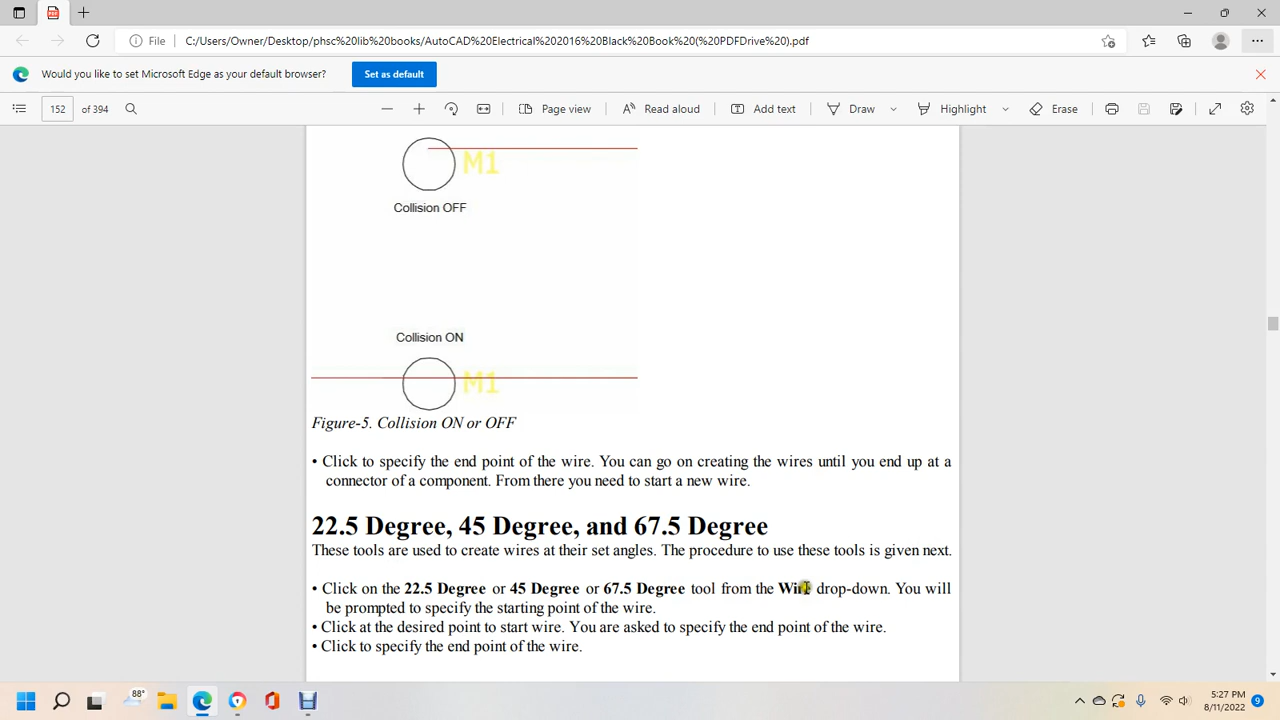 File
C:/Users/Owner/Desktop/phsc%20lib%20books/AutoCAD%20Electrical%202016%20Black%20Book%20(%20PDFDrive%20).pdf
Would you like to set Microsoft Edge as your default browser? Set as default
152 of 394 Page view Read aloud Add text Draw Highlight Erase
M1
Collision OFF
Collision ON
M1
Figure-5. Collision ON or OFF
• Click to specify the end point of the wire. You can go on creating the wires until you end up at a
connector of a component. From there you need to start a new wire.
22.5 Degree, 45 Degree, and 67.5 Degree
These tools are used to create wires at their set angles. The procedure to use these tools is given next.
• Click on the 22.5 Degree or 45 Degree or 67.5 Degree tool from the Wire drop-down. You will
be prompted to specify the starting point of the wire.
• Click at the desired point to start wire. You are asked to specify the end point of the wire.
• Click to specify the end point of the wire.
88°
5:27 PM
8/11/2022
9